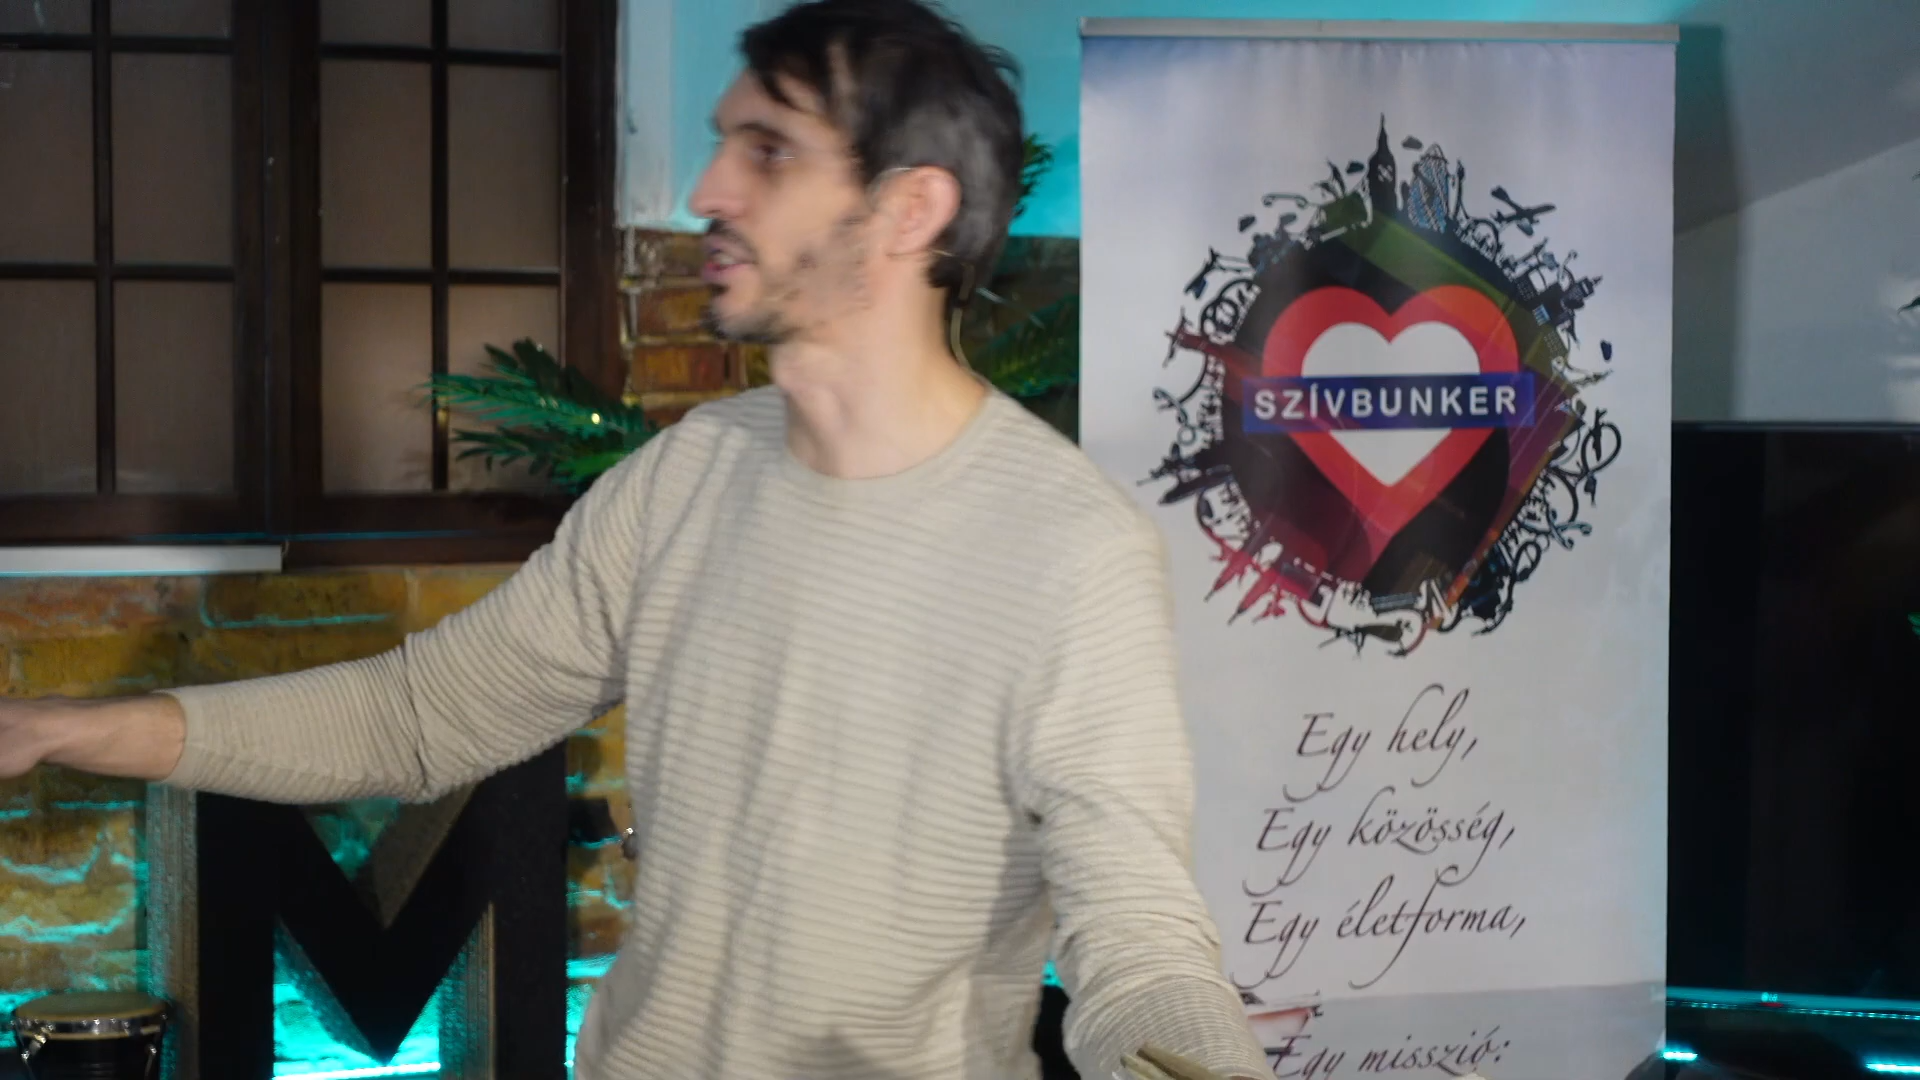 SZÍVBUNKER
Egy hely,
Egy közösség,
Egy életforma,
Egy misszió:
M